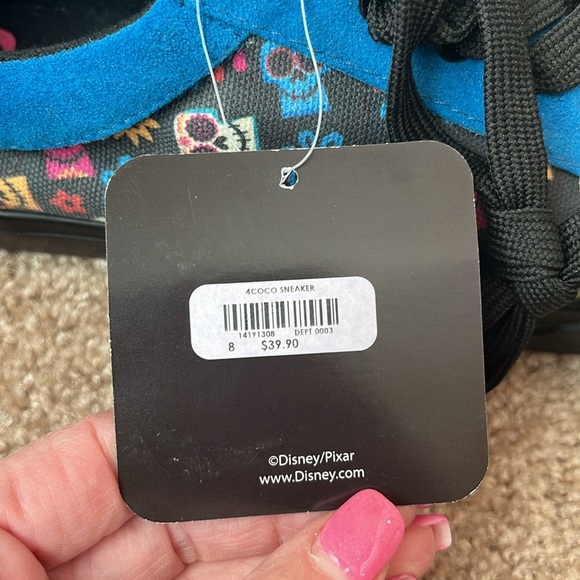 4COCO SNEAKER
14191308 DEPT 0003
8 $39.90
©Disney/Pixar
www.Disney.com